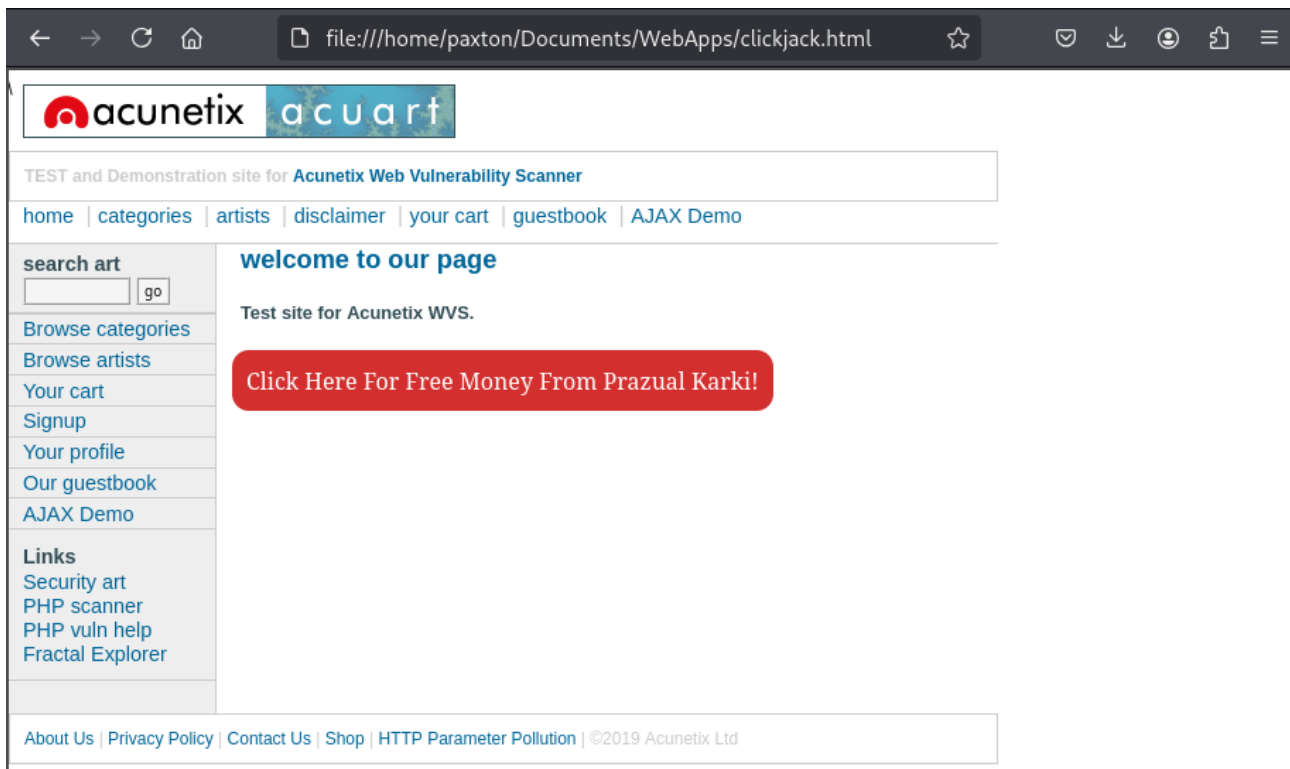 file:///home/paxton/Documents/WebApps/clickjack.html
\
acunetix acuart
TEST and Demonstration site for Acunetix Web Vulnerability Scanner
home | categories | artists | disclaimer | your cart | guestbook | AJAX Demo
search art
go
Browse categories
Browse artists
Your cart
Signup
Your profile
Our guestbook
AJAX Demo
Links
Security art
PHP scanner
PHP vuln help
Fractal Explorer
welcome to our page
Test site for Acunetix WVS.
Click Here For Free Money From Prazual Karki!
About Us | Privacy Policy | Contact Us | Shop | HTTP Parameter Pollution | ©2019 Acunetix Ltd